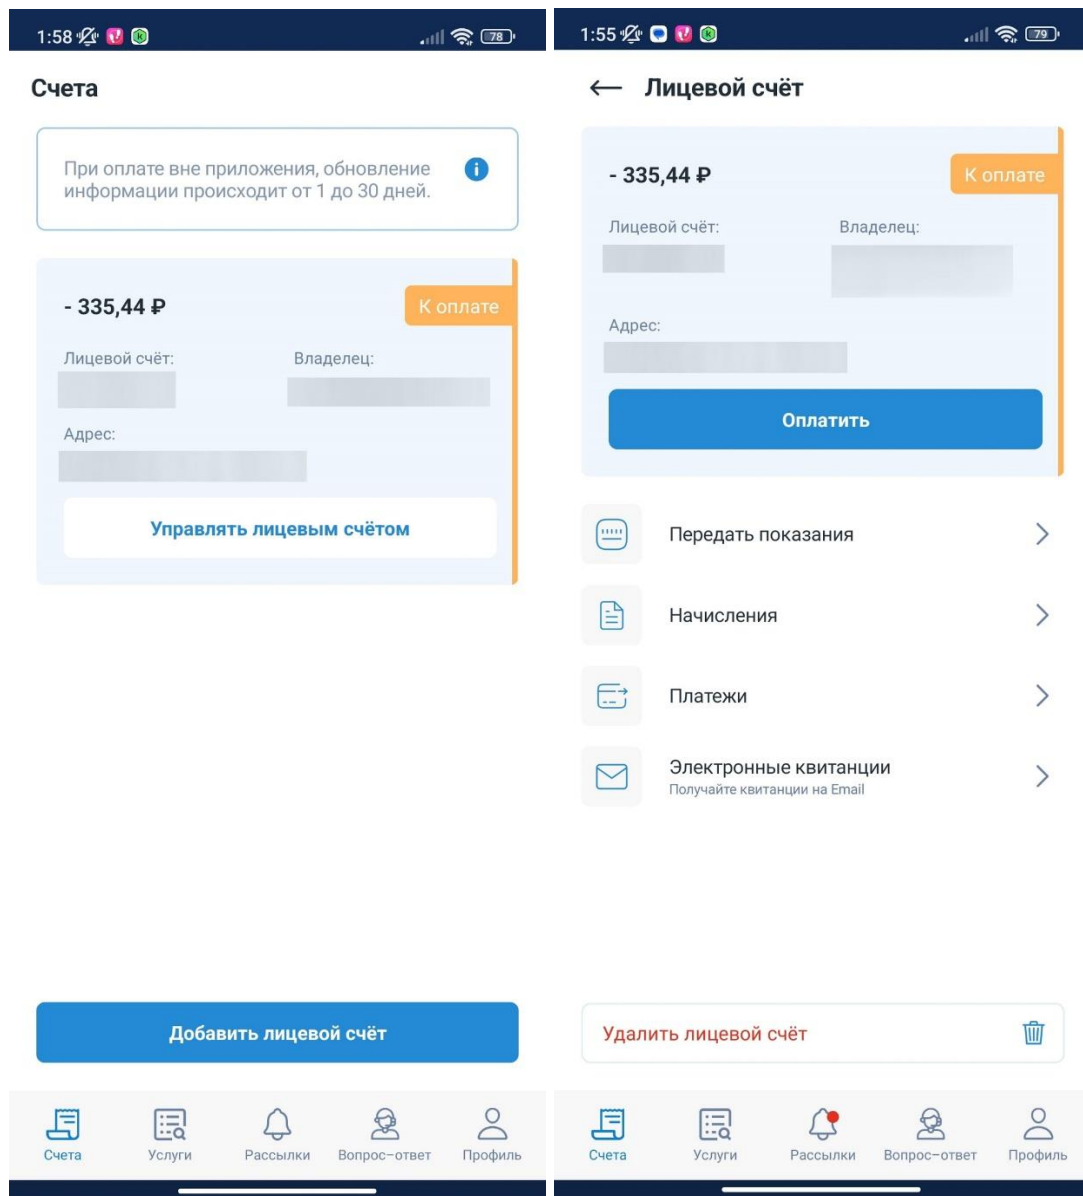 1:58
78
Счета
При оплате вне приложения, обновление
информации происходит от 1 до 30 дней.
- 335,44 ₽
К оплате
Лицевой счёт:
Владелец:
Адрес:
Управлять лицевым счётом
Добавить лицевой счёт
Счета
Услуги
Рассылки
Вопрос–ответ
Профиль
1:55
79
Лицевой счёт
- 335,44 ₽
К оплате
Лицевой счёт:
Владелец:
Адрес:
Оплатить
Передать показания
Начисления
Платежи
Электронные квитанции
Получайте квитанции на Email
Удалить лицевой счёт
Счета
Услуги
Рассылки
Вопрос–ответ
Профиль